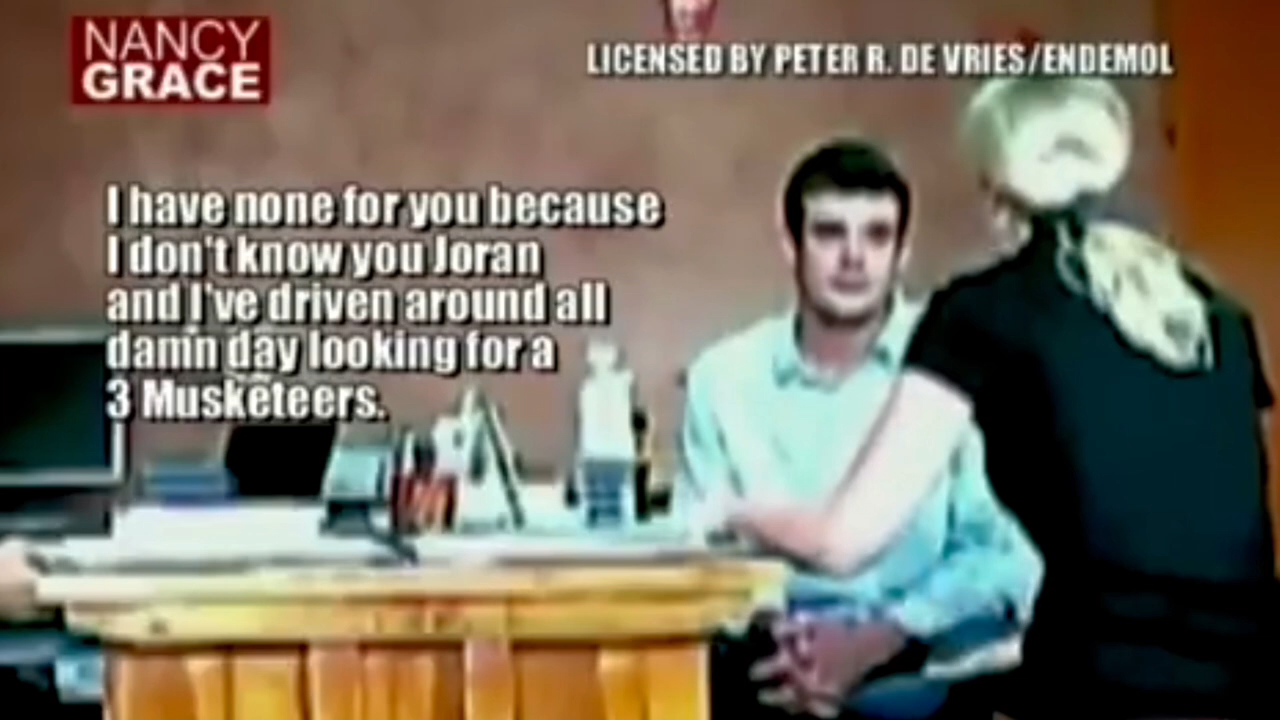 NANCY
GRACE
LICENSED BY PETER R. DE VRIES/ENDEMOL
I have none for you because
I don't know you Joran
and I've driven around all
damn day looking for a
3 Musketeers.